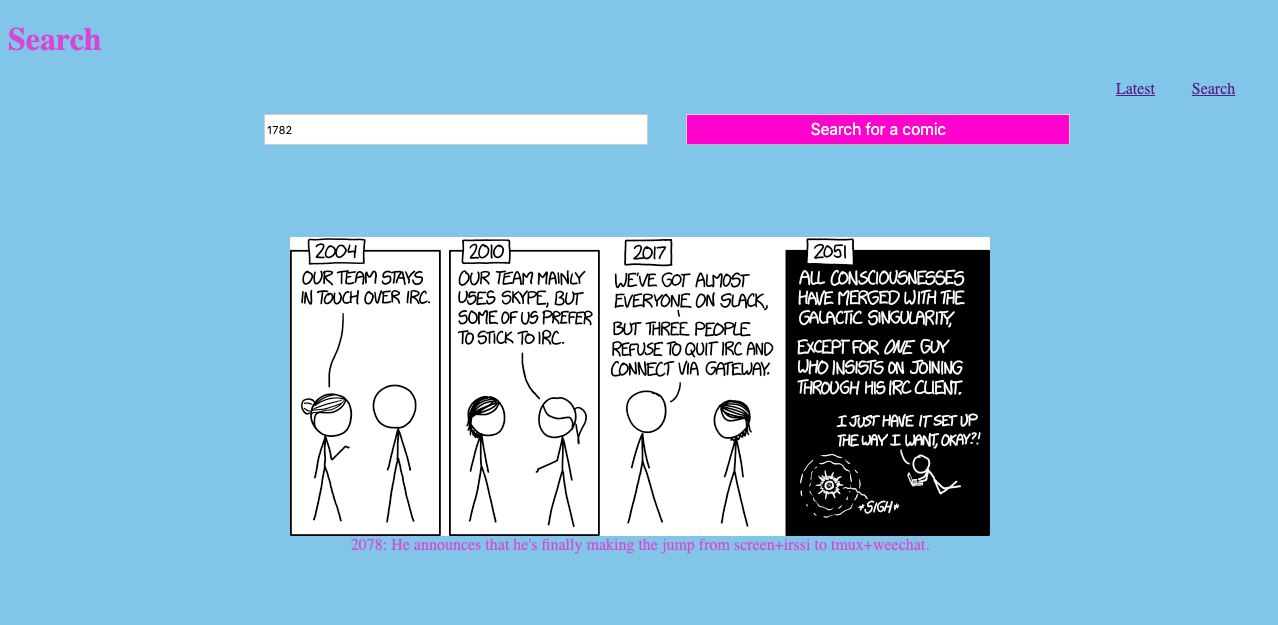 Search
Latest Search
1782 Search for a comic
2004
OUR TEAM STAYS
IN TOUCH OVER IRC.
2010
OUR TEAM MAINLY
USES SKYPE, BUT
SOME OF US PREFER
TO STICK TO IRC.
2017
WE'VE GOT ALMOST
EVERYONE ON SLACK,
BUT THREE PEOPLE
REFUSE TO QUIT IRC AND
CONNECT VIA GATEWAY.
2051
ALL CONSCIOUSNESSES
HAVE MERGED WITH THE
GALACTIC SINGULARITY,
EXCEPT FOR ONE GUY
WHO INSISTS ON JOINING
THROUGH HIS IRC CLIENT.
I JUST HAVE IT SET UP
THE WAY I WANT, OKAY?!
*SIGH*
2078: He announces that he's finally making the jump from screen+irssi to tmux+weechat.